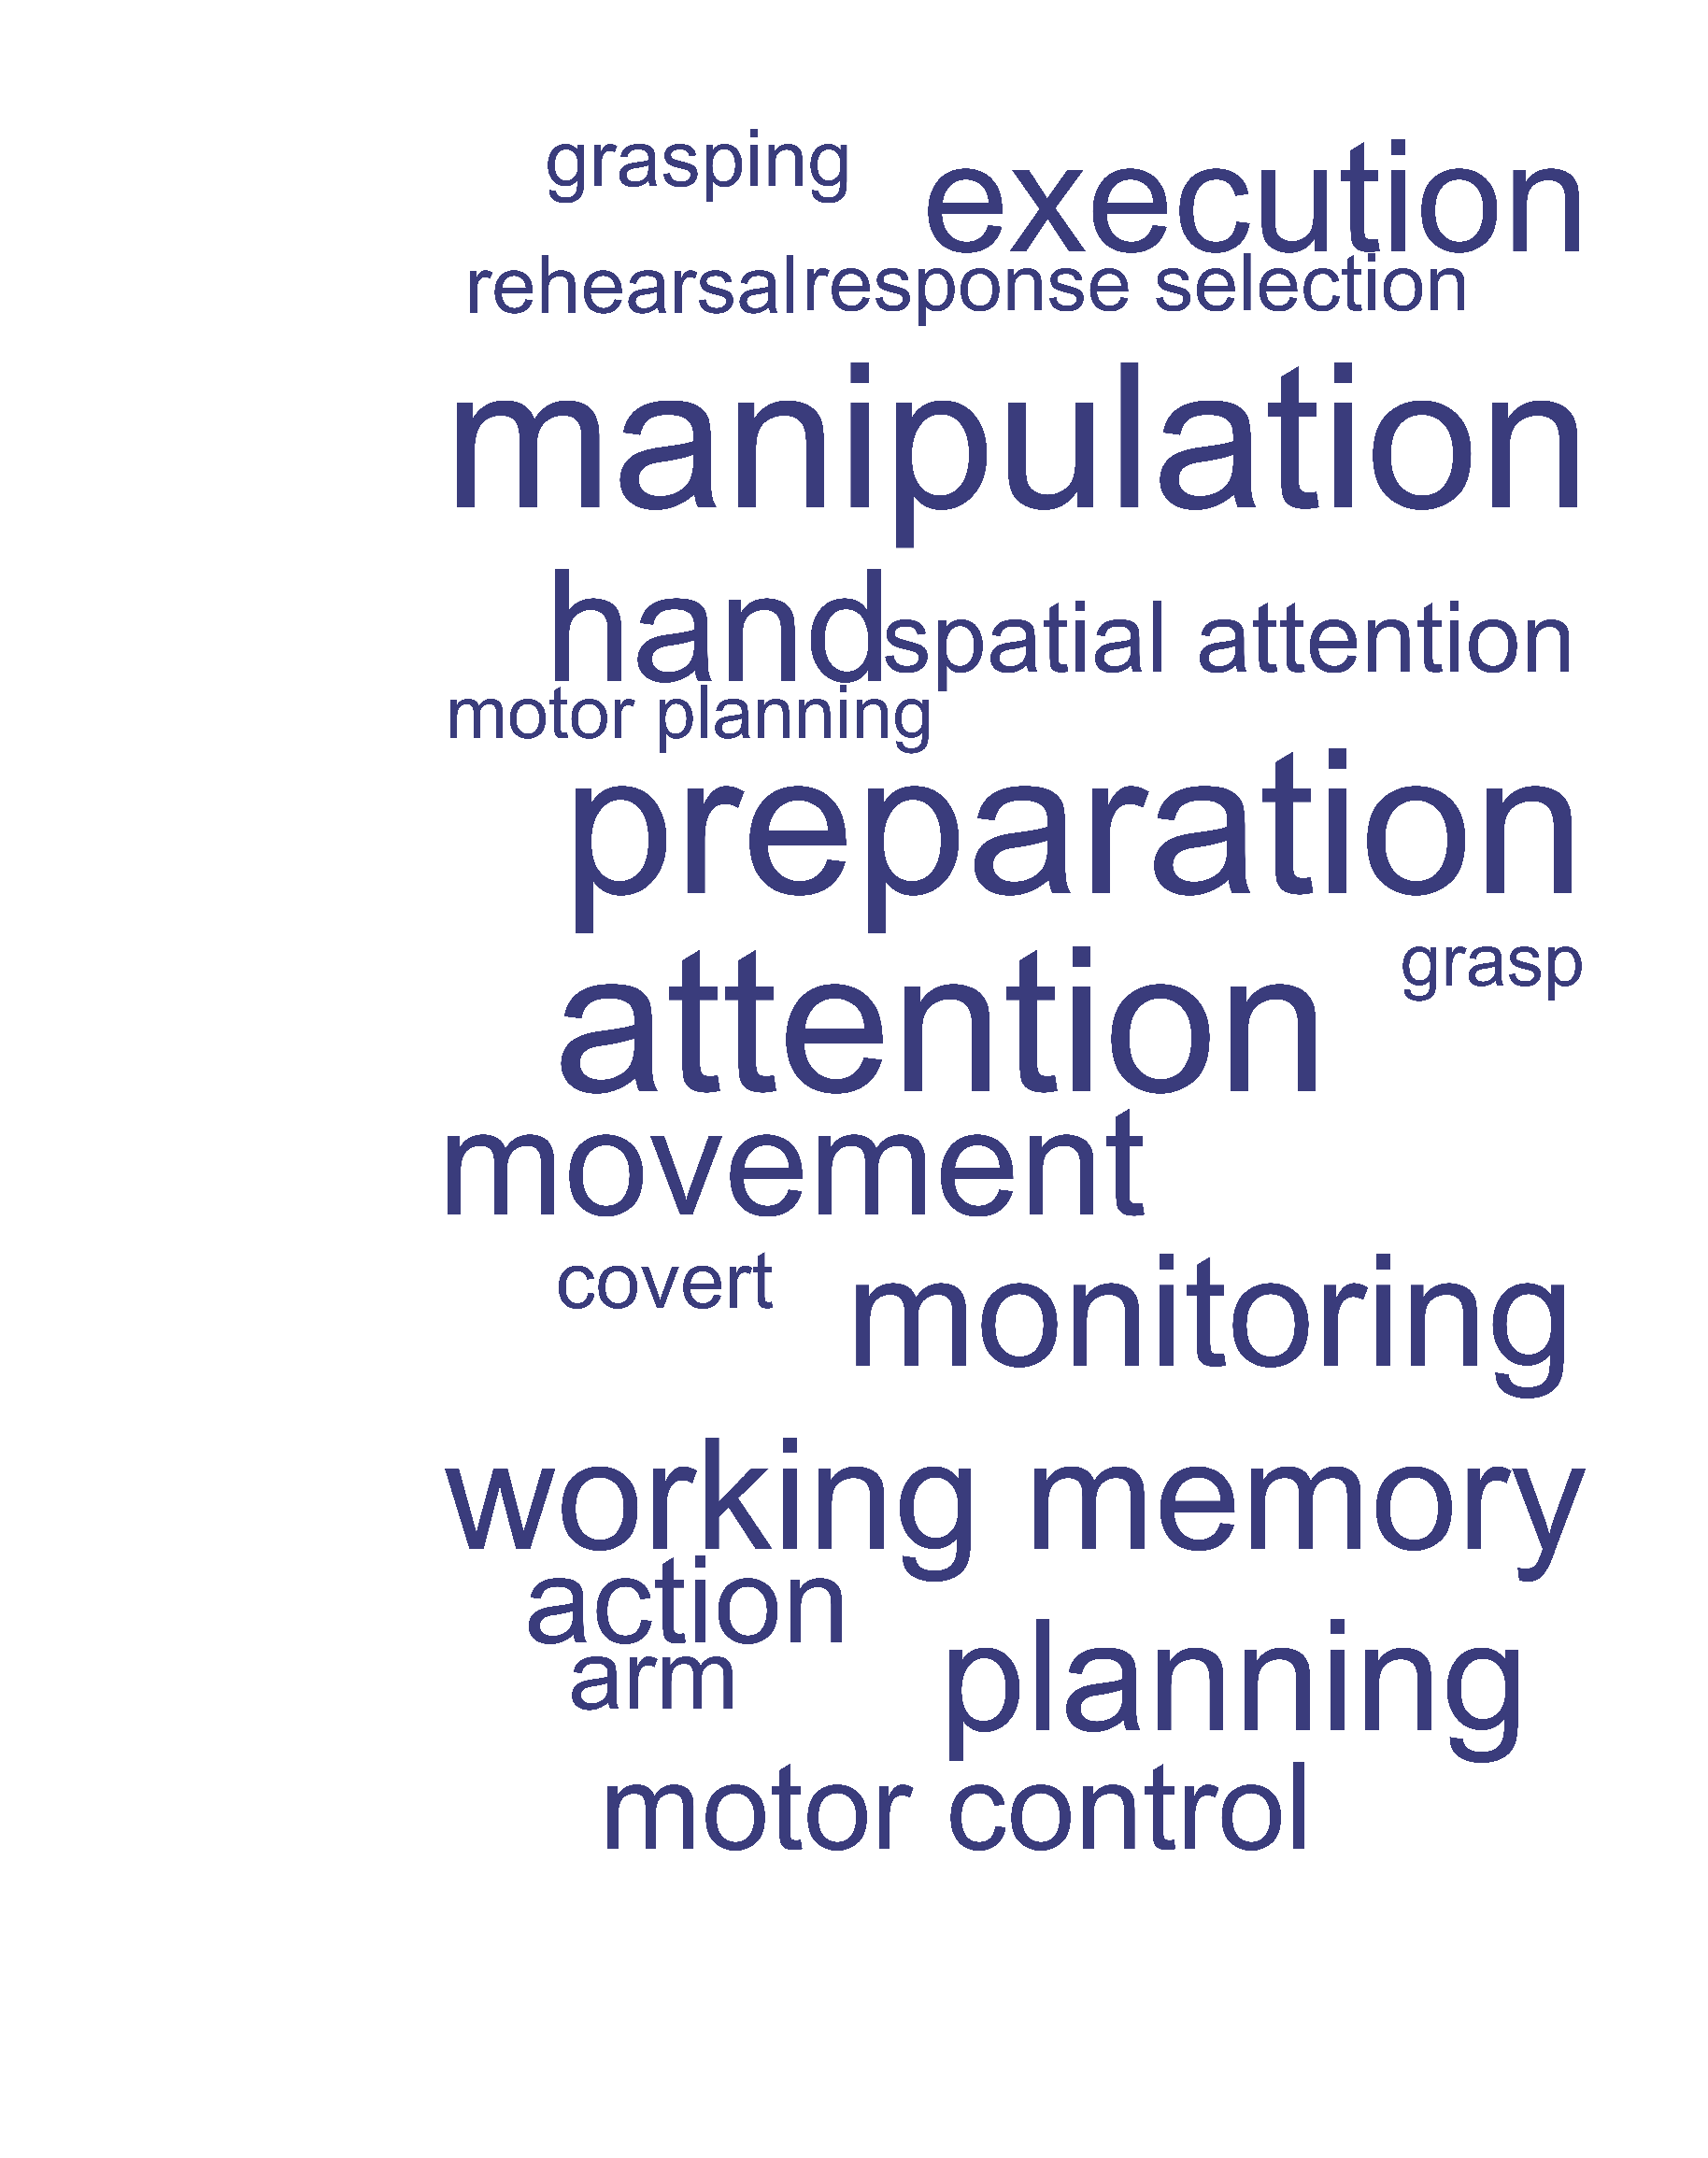 grasping
execution
rehearsal
response selection
manipulation
hand
spatial attention
motor planning
preparation
attention
grasp
movement
covert
monitoring
working memory
action
arm
planning
motor control